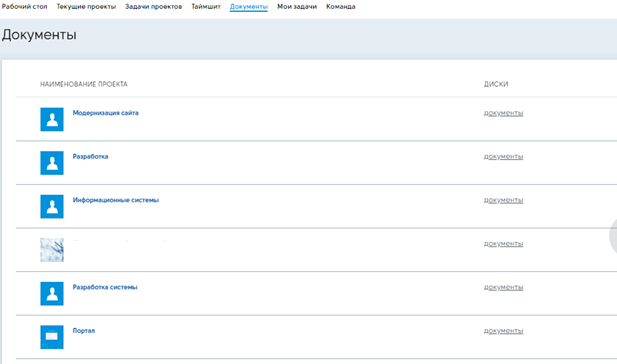 Рабочий стол Текущие проекты Задачи проектов Таймшит Документы Мои задачи Команда
Документы
НАИМЕНОВАНИЕ ПРОЕКТА ДИСКИ
Модернизация сайта документы
Разработка документы
Информационные системы документы
документы
Разработка системы документы
Портал документы